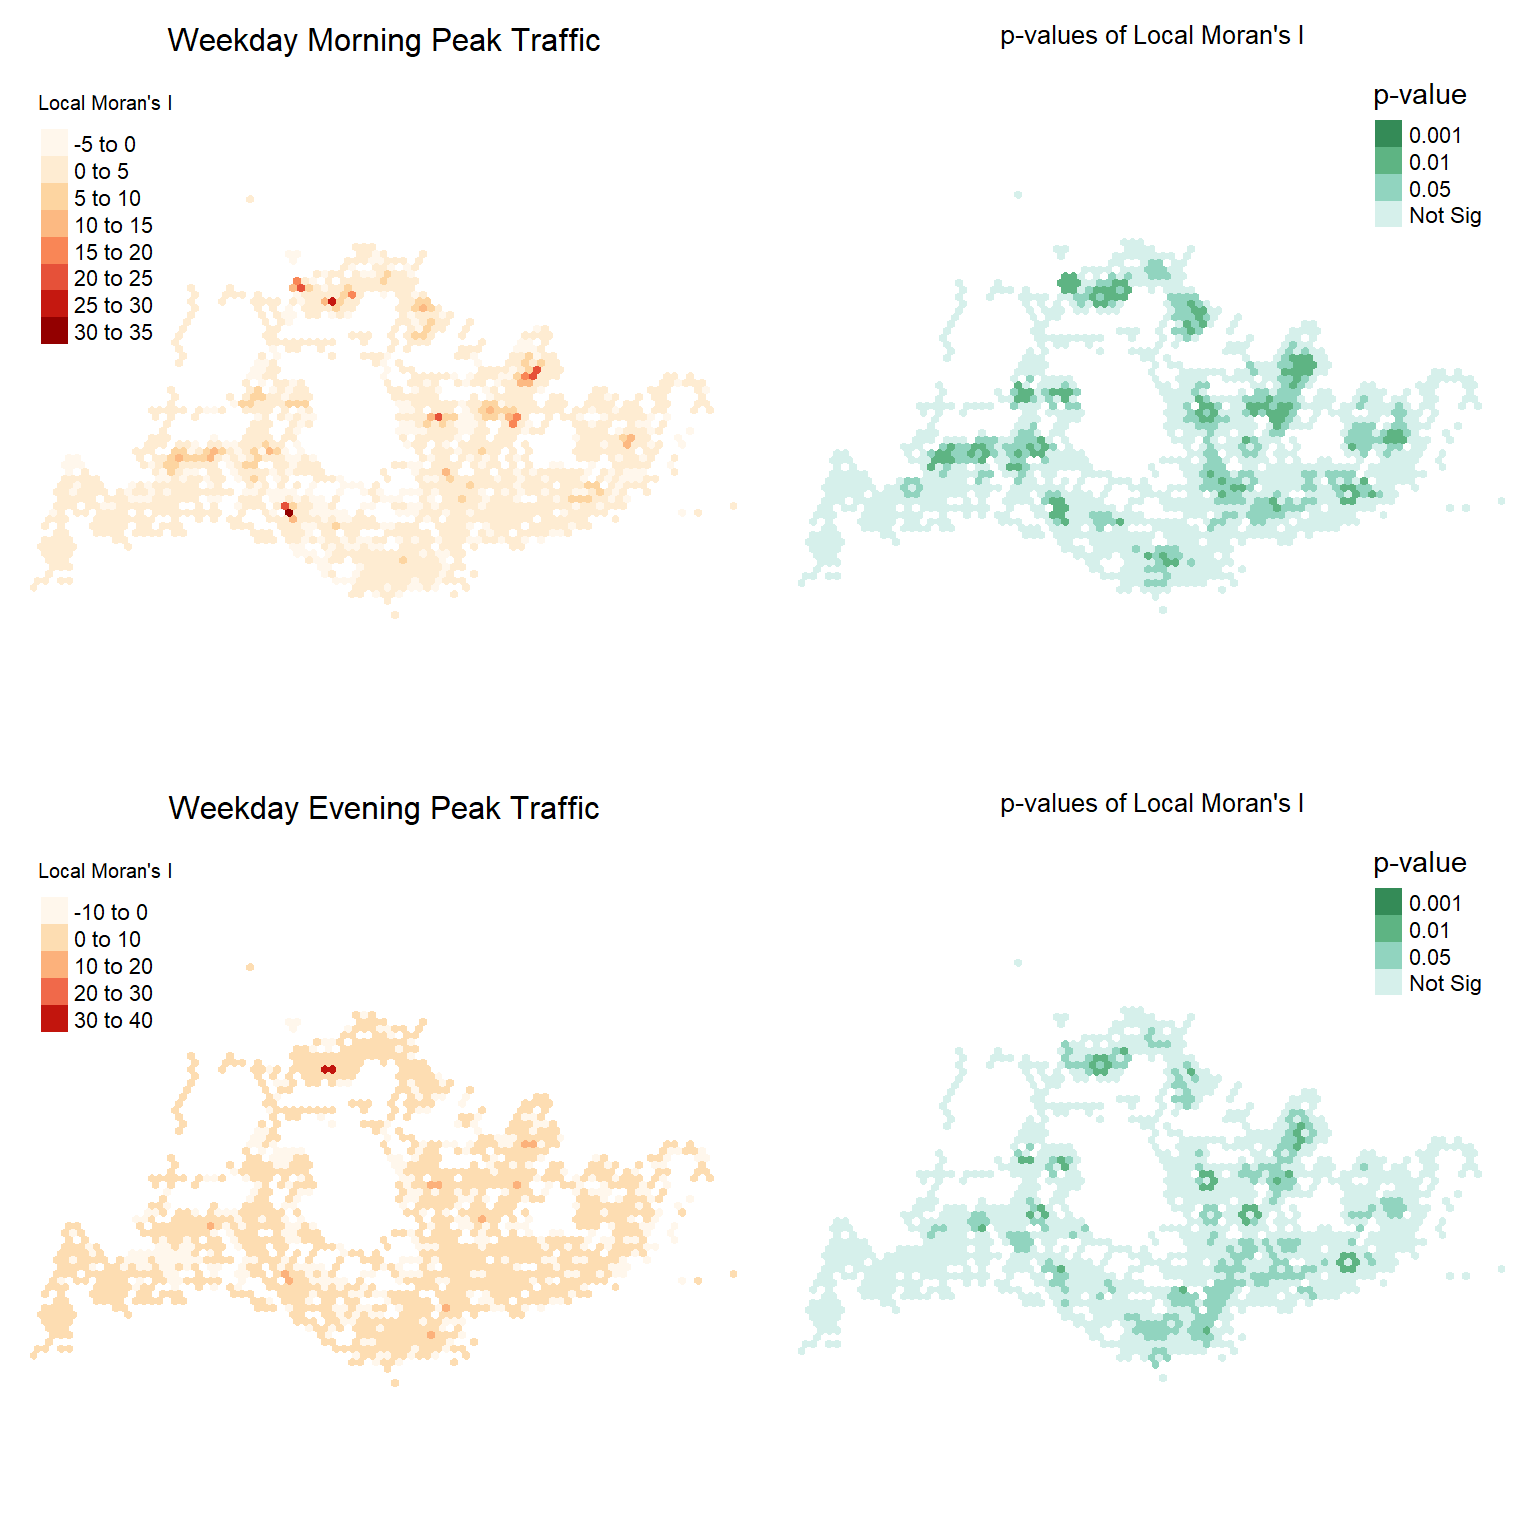 Weekday Morning Peak Traffic
Local Moran's I
-5 to 0
0 to 5
5 to 10
10 to 15
15 to 20
20 to 25
25 to 30
30 to 35
p-values of Local Moran's I
p-value
0.001
0.01
0.05
Not Sig
Weekday Evening Peak Traffic
Local Moran's I
-10 to 0
0 to 10
10 to 20
20 to 30
30 to 40
p-values of Local Moran's I
p-value
0.001
0.01
0.05
Not Sig